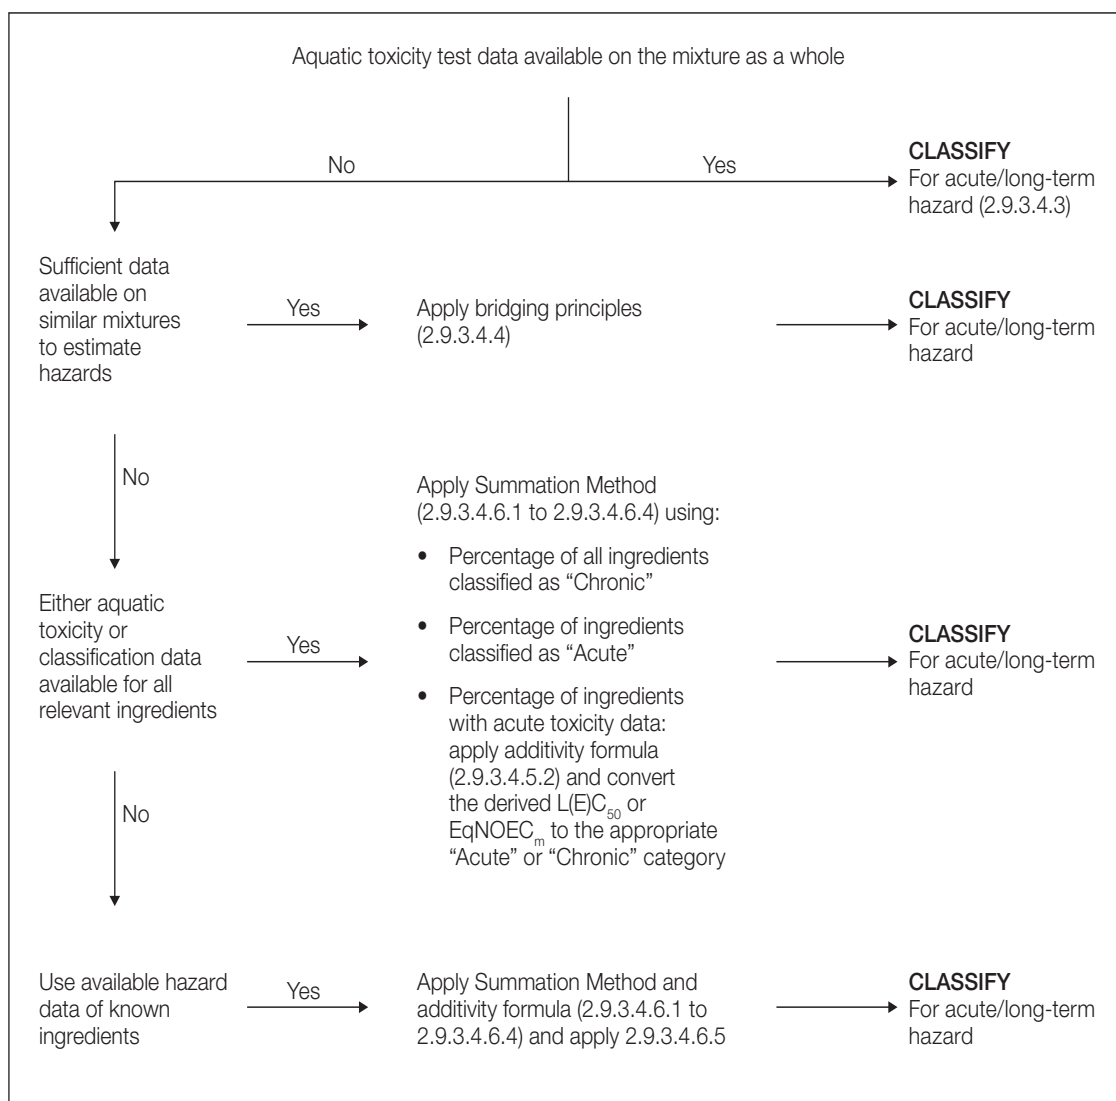 Aquatic toxicity test data available on the mixture as a whole
No
Yes
CLASSIFY
For acute/long-term
hazard (2.9.3.4.3)
Sufficient data
available on
similar mixtures
to estimate
hazards
Yes
Apply bridging principles
(2.9.3.4.4)
CLASSIFY
For acute/long-term
hazard
No
Either aquatic
toxicity or
classification data
available for all
relevant ingredients
Yes
Apply Summation Method
(2.9.3.4.6.1 to 2.9.3.4.6.4) using:
• Percentage of all ingredients
classified as “Chronic”
• Percentage of ingredients
classified as “Acute”
• Percentage of ingredients
with acute toxicity data:
apply additivity formula
(2.9.3.4.5.2) and convert
the derived L(E)C50 or
EqNOECm to the appropriate
“Acute” or “Chronic” category
CLASSIFY
For acute/long-term
hazard
No
Use available hazard
data of known
ingredients
Yes
Apply Summation Method and
additivity formula (2.9.3.4.6.1 to
2.9.3.4.6.4) and apply 2.9.3.4.6.5
CLASSIFY
For acute/long-term
hazard